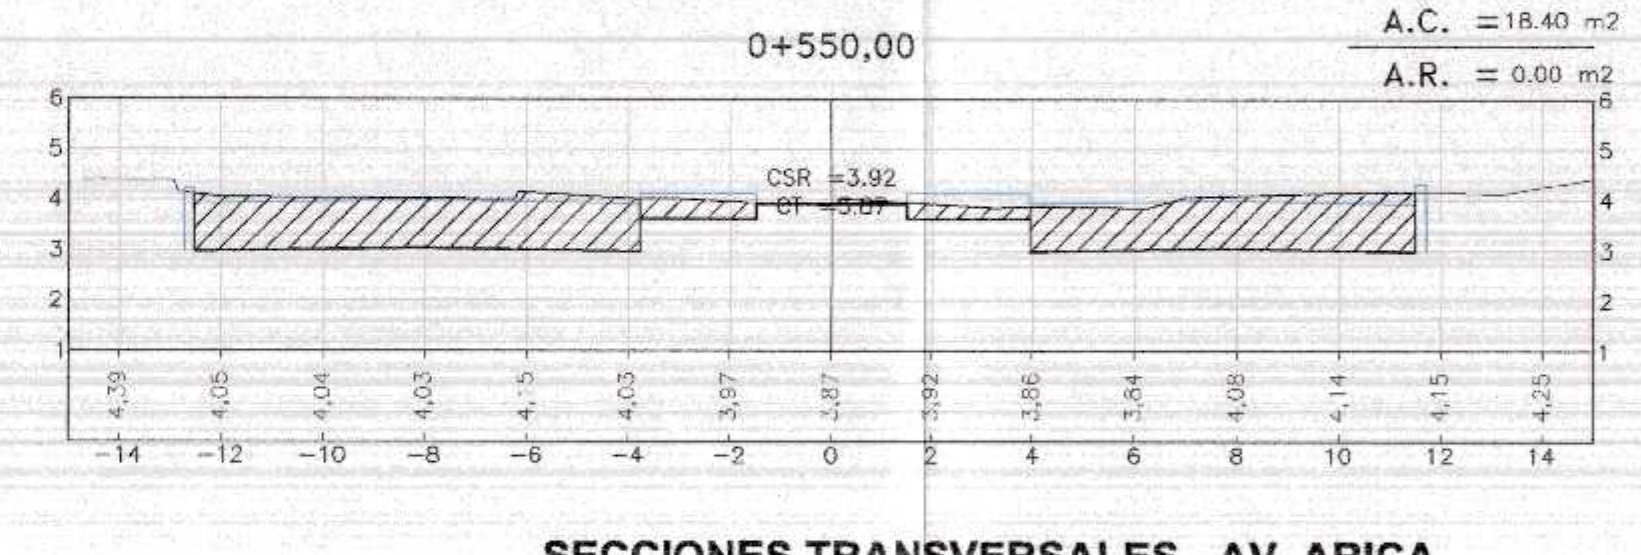 A.C. =18.40 m2
0+550,00
A.R. = 0.00 m2
6 6
5 5
CSR =3.92
4 4
CT =3.87
3 3
2 2
1 1
4,39 4,05 4,04 4,03 4,15 4,03 3,97 3,87 3,92 3,86 3,84 4,08 4,14 4,15 4,25
-14 -12 -10 -8 -6 -4 -2 0 2 4 6 8 10 12 14
SECCIONES TRANSVERSALES AV. ARICA